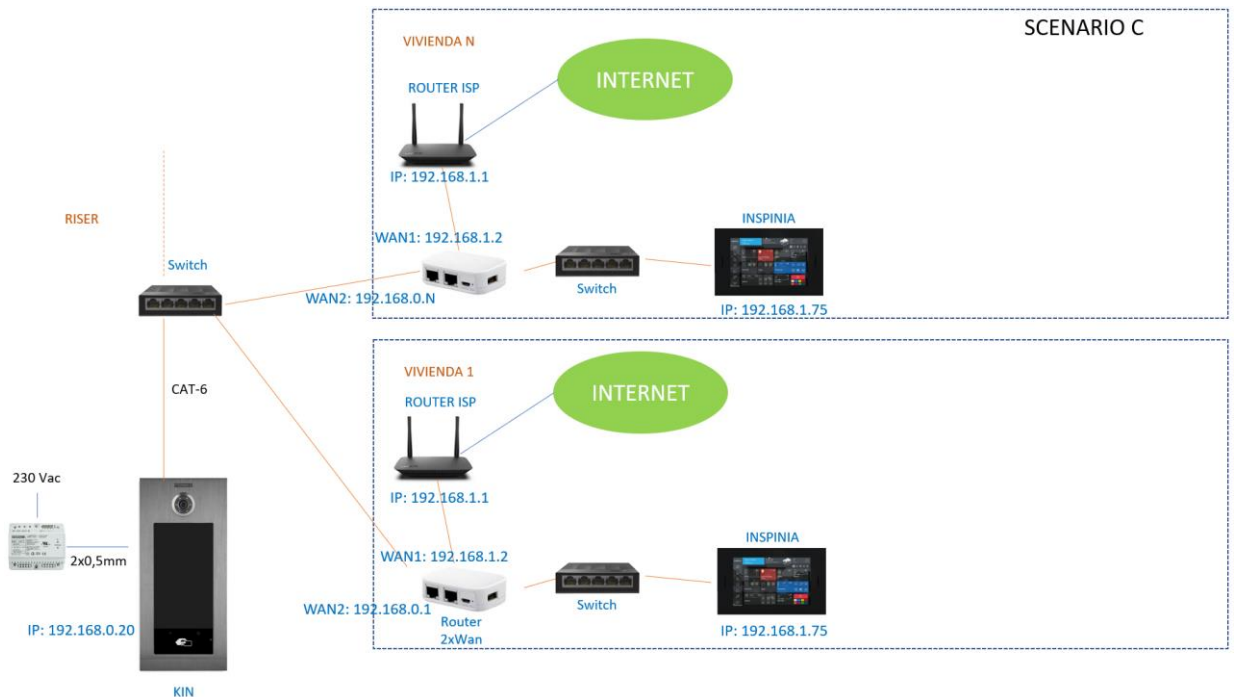 SCENARIO C
VIVIENDA N
INTERNET
ROUTER ISP
IP: 192.168.1.1
RISER
INSPINIA
WAN1: 192.168.1.2
Switch
Switch
WAN2: 192.168.0.N
IP: 192.168.1.75
VIVIENDA 1
CAT-6
INTERNET
ROUTER ISP
230 Vac
IP: 192.168.1.1
INSPINIA
2x0,5mm
WAN1: 192.168.1.2
Switch
WAN2: 192.168.0.1
Router
2xWan
IP: 192.168.1.75
IP: 192.168.0.20
KIN